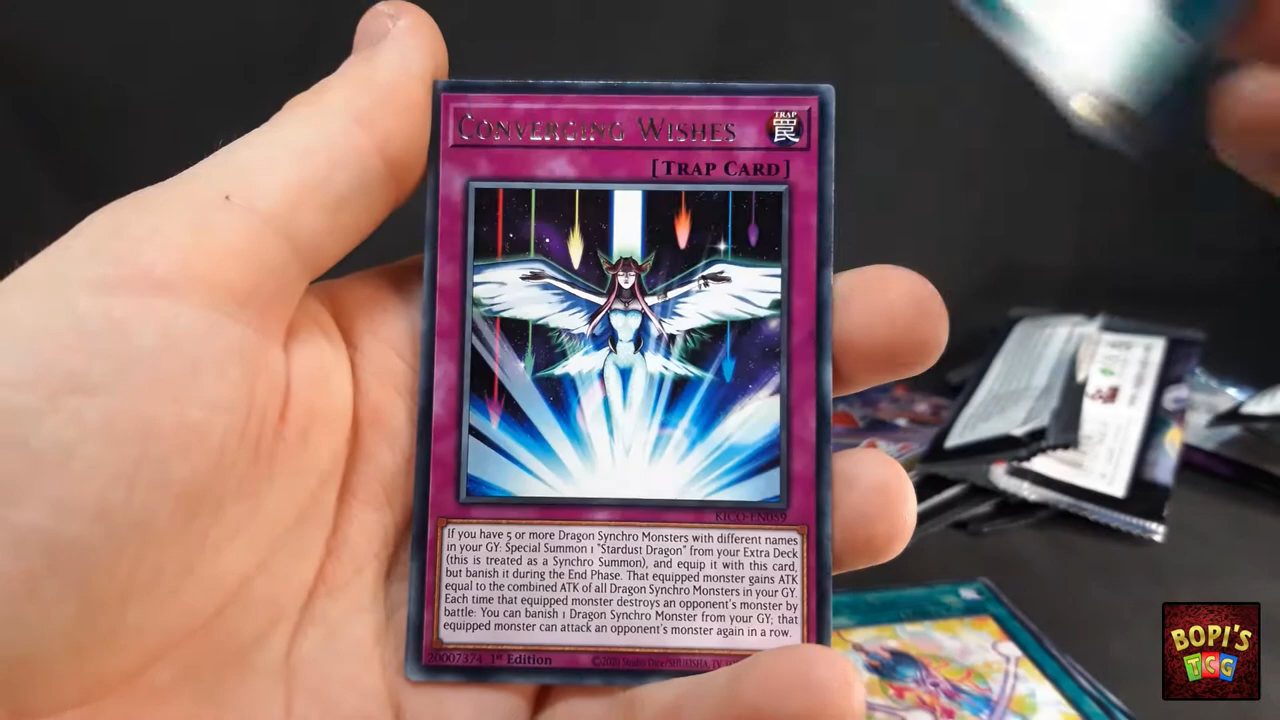 CONVERGING WISHES
TRAP
罠
[TRAP CARD]
KICO-EN059
If you have 5 or more Dragon Synchro Monsters with different names
in your GY: Special Summon 1 "Stardust Dragon" from your Extra Deck
(this is treated as a Synchro Summon), and equip it with this card,
but banish it during the End Phase. That equipped monster gains ATK
equal to the combined ATK of all Dragon Synchro Monsters in your GY.
Each time that equipped monster destroys an opponent's monster by
battle: You can banish 1 Dragon Synchro Monster from your GY; that
equipped monster can attack an opponent's monster again in a row.
20007374 1st Edition ©2020 Studio Dice/SHUEISHA, TV
BOPI'S
TCG